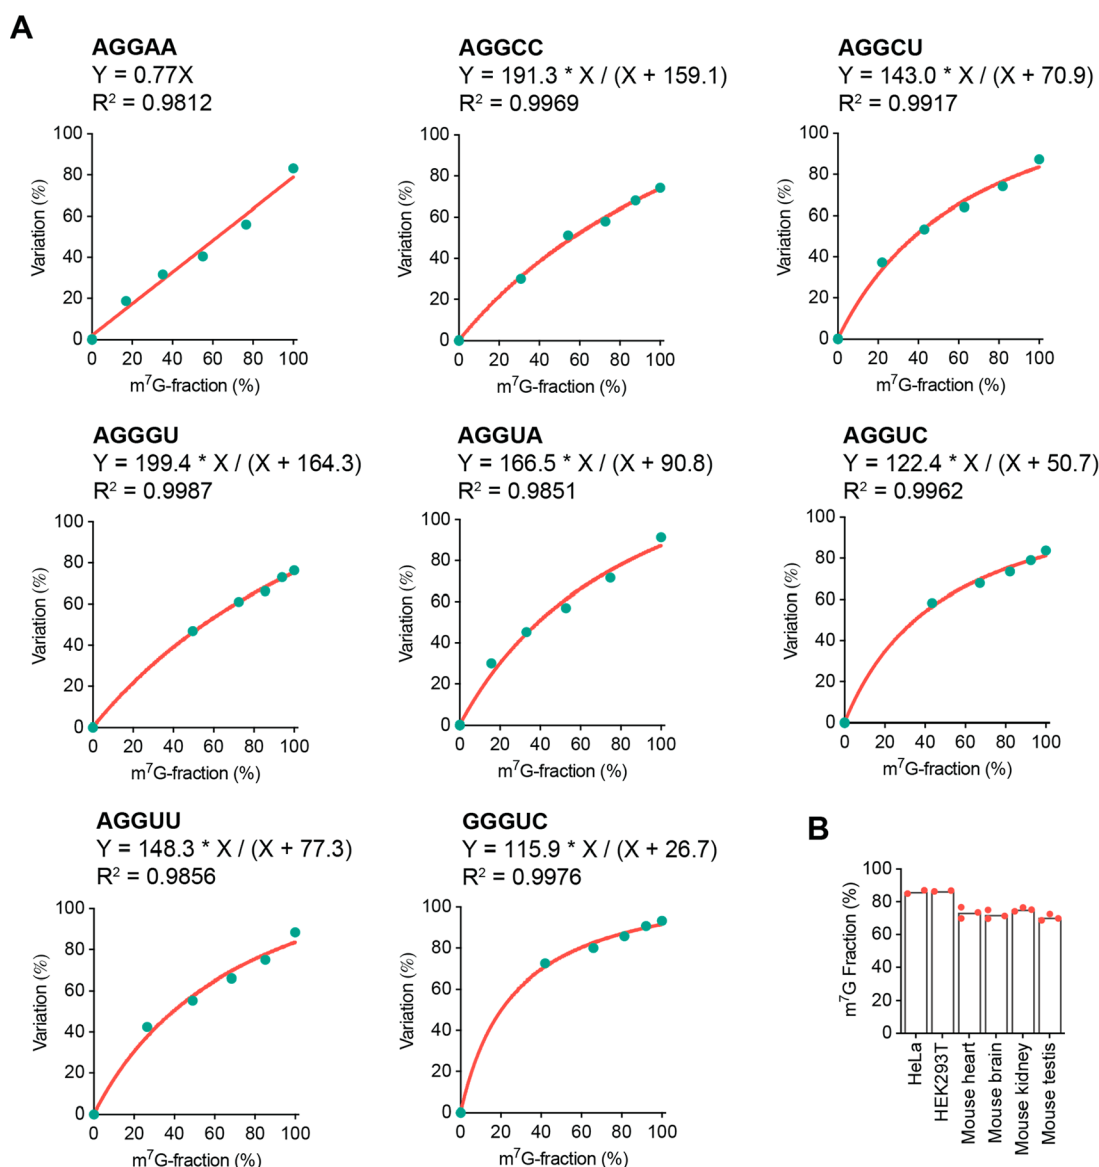 A
AGGAA
Y = 0.77X
R² = 0.9812
100
80
60
40
20
0
Variation (%)
0 20 40 60 80 100
m⁷G-fraction (%)
AGGCC
Y = 191.3 * X / (X + 159.1)
R² = 0.9969
100
80
60
40
20
0
Variation (%)
0 20 40 60 80 100
m⁷G-fraction (%)
AGGCU
Y = 143.0 * X / (X + 70.9)
R² = 0.9917
100
80
60
40
20
0
Variation (%)
0 20 40 60 80 100
m⁷G-fraction (%)
AGGGU
Y = 199.4 * X / (X + 164.3)
R² = 0.9987
100
80
60
40
20
0
Variation (%)
0 20 40 60 80 100
m⁷G-fraction (%)
AGGUA
Y = 166.5 * X / (X + 90.8)
R² = 0.9851
100
80
60
40
20
0
Variation (%)
0 20 40 60 80 100
m⁷G-fraction (%)
AGGUC
Y = 122.4 * X / (X + 50.7)
R² = 0.9962
100
80
60
40
20
0
Variation (%)
0 20 40 60 80 100
m⁷G-fraction (%)
AGGUU
Y = 148.3 * X / (X + 77.3)
R² = 0.9856
100
80
60
40
20
0
Variation (%)
0 20 40 60 80 100
m⁷G-fraction (%)
GGGUC
Y = 115.9 * X / (X + 26.7)
R² = 0.9976
100
80
60
40
20
0
Variation (%)
0 20 40 60 80 100
m⁷G-fraction (%)
B
100
80
60
40
20
0
m⁷G Fraction (%)
HeLa
HEK293T
Mouse heart
Mouse brain
Mouse kidney
Mouse testis